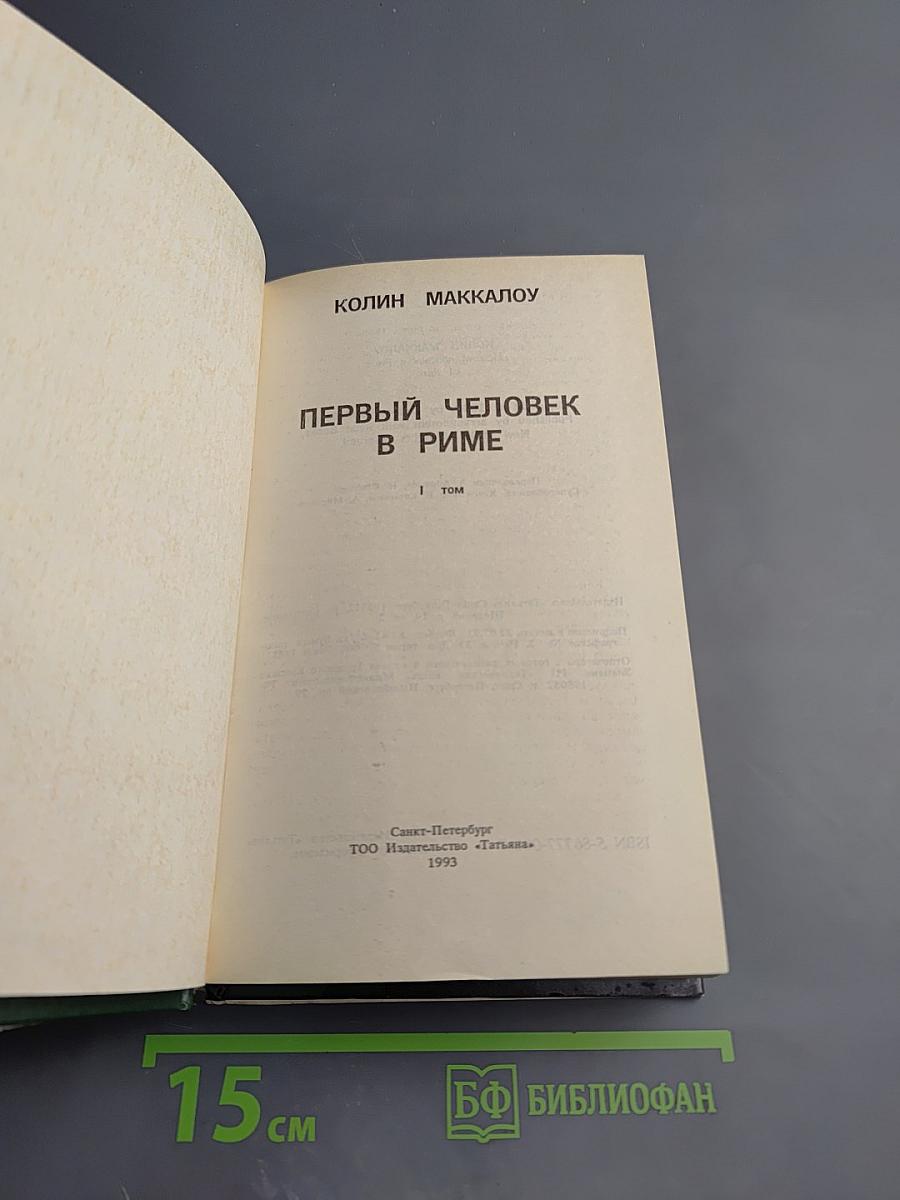 КОЛИН МАККАЛОУ
ПЕРВЫЙ ЧЕЛОВЕК
В РИМЕ
I том
Санкт-Петербург
ТОО Издательство «Татьяна»
1993
15 см
БФ БИБЛИОФАН